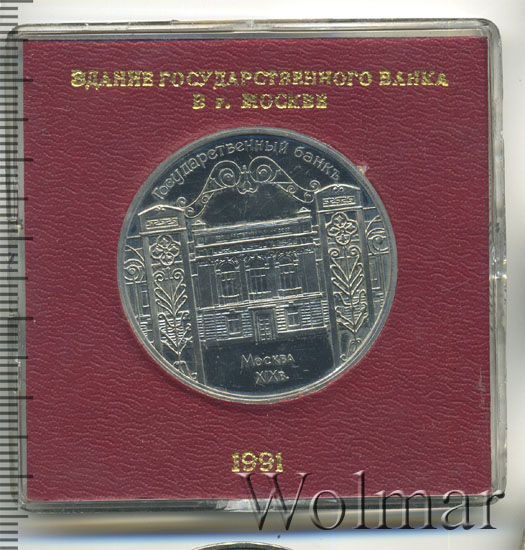 ЗДАНИЕ ГОСУДАРСТВЕННОГО БАНКА
В г. МОСКВЕ
Государственный банкъ
МОСКВА
XIXв.
1991
Wolmar